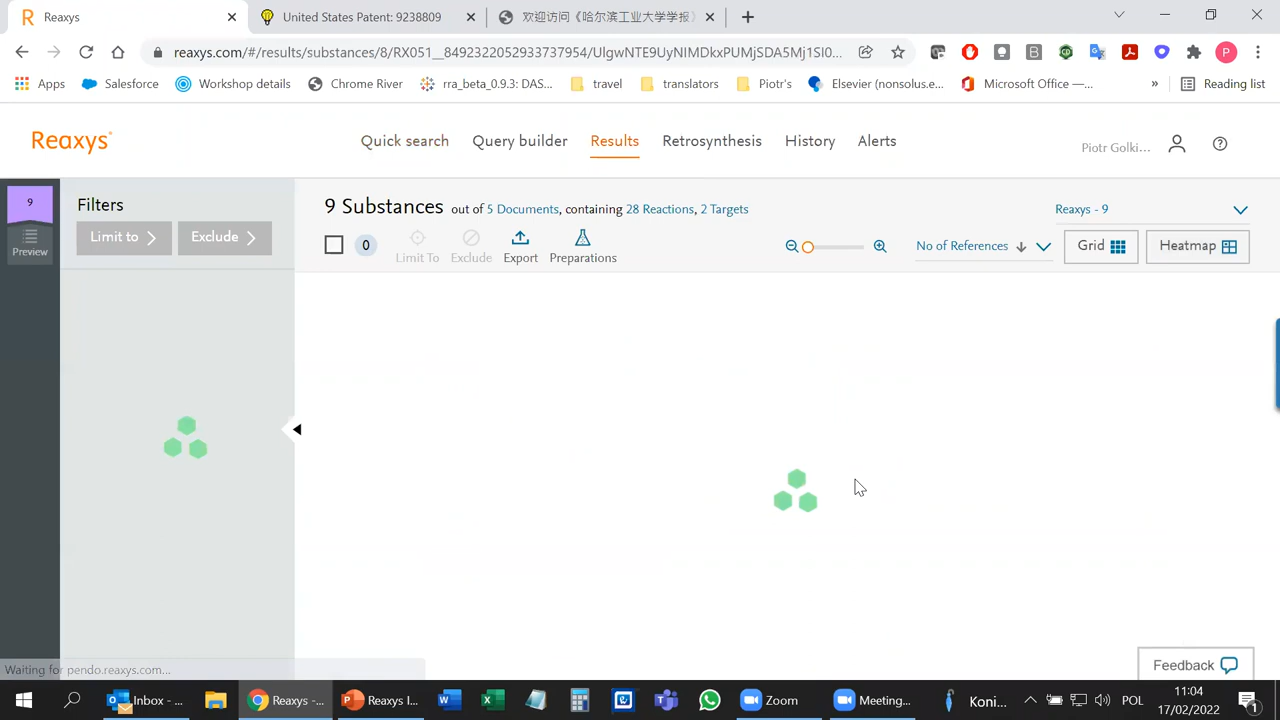 Reaxys
United States Patent: 9238809
欢迎访问《哈尔滨工业大学学报》
reaxys.com/#/results/substances/8/RX051__8492322052933737954/UlgwNTE9UyNIMDkxPUMjSDA5Mj1SI0...
P
Apps
Salesforce
Workshop details
Chrome River
rra_beta_0.9.3: DAS...
travel
translators
Piotr's
Elsevier (nonsolus.e...
Microsoft Office —...
»
Reading list
Reaxys
Quick search
Query builder
Results
Retrosynthesis
History
Alerts
Piotr Golki...
9
Preview
Filters
Limit to
Exclude
9 Substances out of 5 Documents, containing 28 Reactions, 2 Targets
Reaxys - 9
0
Limit To
Exclude
Export
Preparations
No of References
Grid
Heatmap
Waiting for pendo.reaxys.com...
Feedback
Inbox - ...
Reaxys -...
Reaxys I...
Zoom
Meeting...
Koni...
POL
11:04
17/02/2022
1